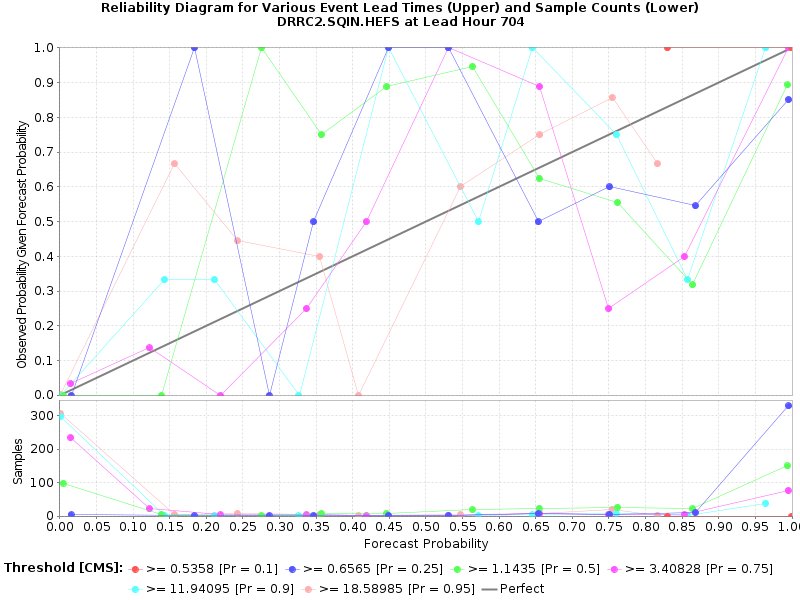 Reliability Diagram for Various Event Lead Times (Upper) and Sample Counts (Lower)
DRRC2.SQIN.HEFS at Lead Hour 704
Observed Probability Given Forecast Probability
1.0
0.9
0.8
0.7
0.6
0.5
0.4
0.3
0.2
0.1
0.0
Samples
300
200
100
0
0.00 0.05 0.10 0.15 0.20 0.25 0.30 0.35 0.40 0.45 0.50 0.55 0.60 0.65 0.70 0.75 0.80 0.85 0.90 0.95 1.0
Forecast Probability
Threshold [CMS]: >= 0.5358 [Pr = 0.1] >= 0.6565 [Pr = 0.25] >= 1.1435 [Pr = 0.5] >= 3.40828 [Pr = 0.75]
>= 11.94095 [Pr = 0.9] >= 18.58985 [Pr = 0.95] Perfect